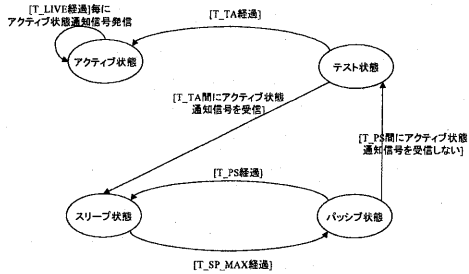 [T_LIVE経過]毎に
アクティブ状態通知信号発信
[T_TA経過]
アクティブ状態
テスト状態
[T_TA間にアクティブ状態
通知信号を受信]
[T_PS間にアクティブ状態
通知信号を受信しない]
[T_PS経過]
スリープ状態
パッシブ状態
[T_SP_MAX経過]